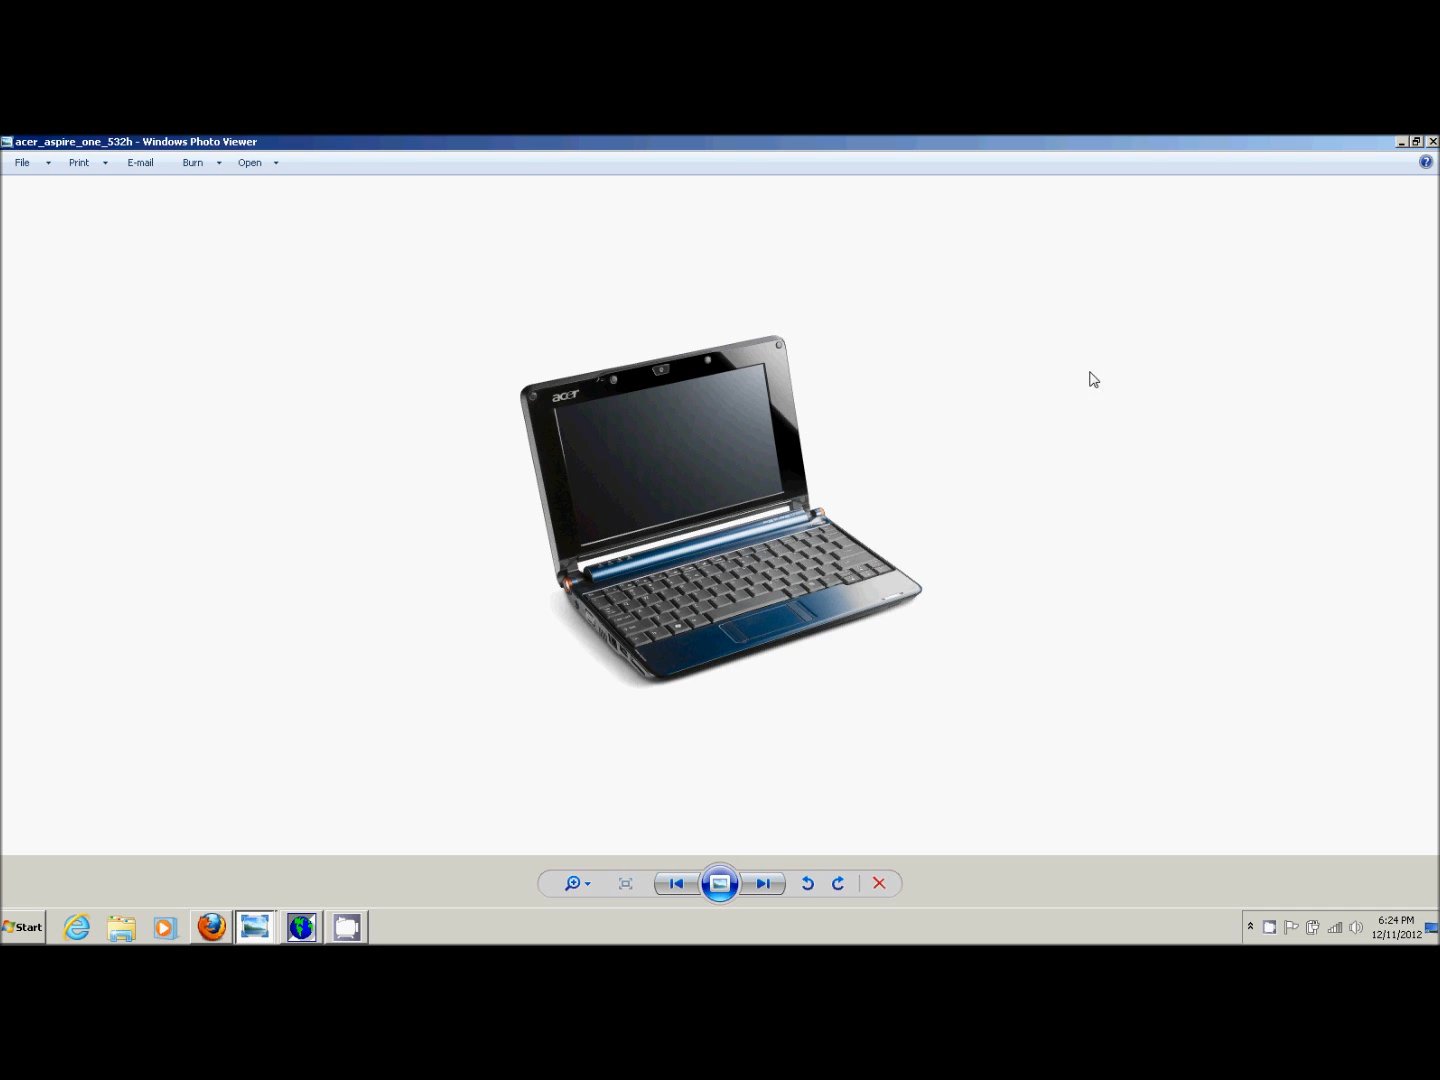 acer_aspire_one_532h - Windows Photo Viewer
File Print E-mail Burn Open
acer
Start
6:24 PM
12/11/2012